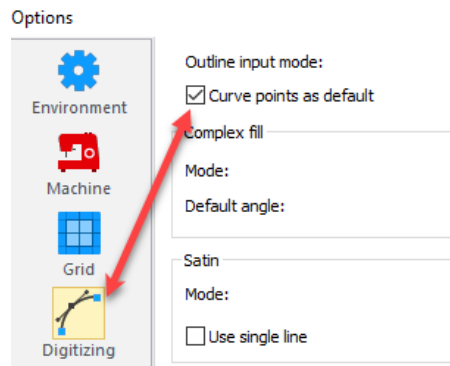 Options
Environment
Machine
Grid
Digitizing
Outline input mode:
Curve points as default
Complex fill
Mode:
Default angle:
Satin
Mode:
Use single line